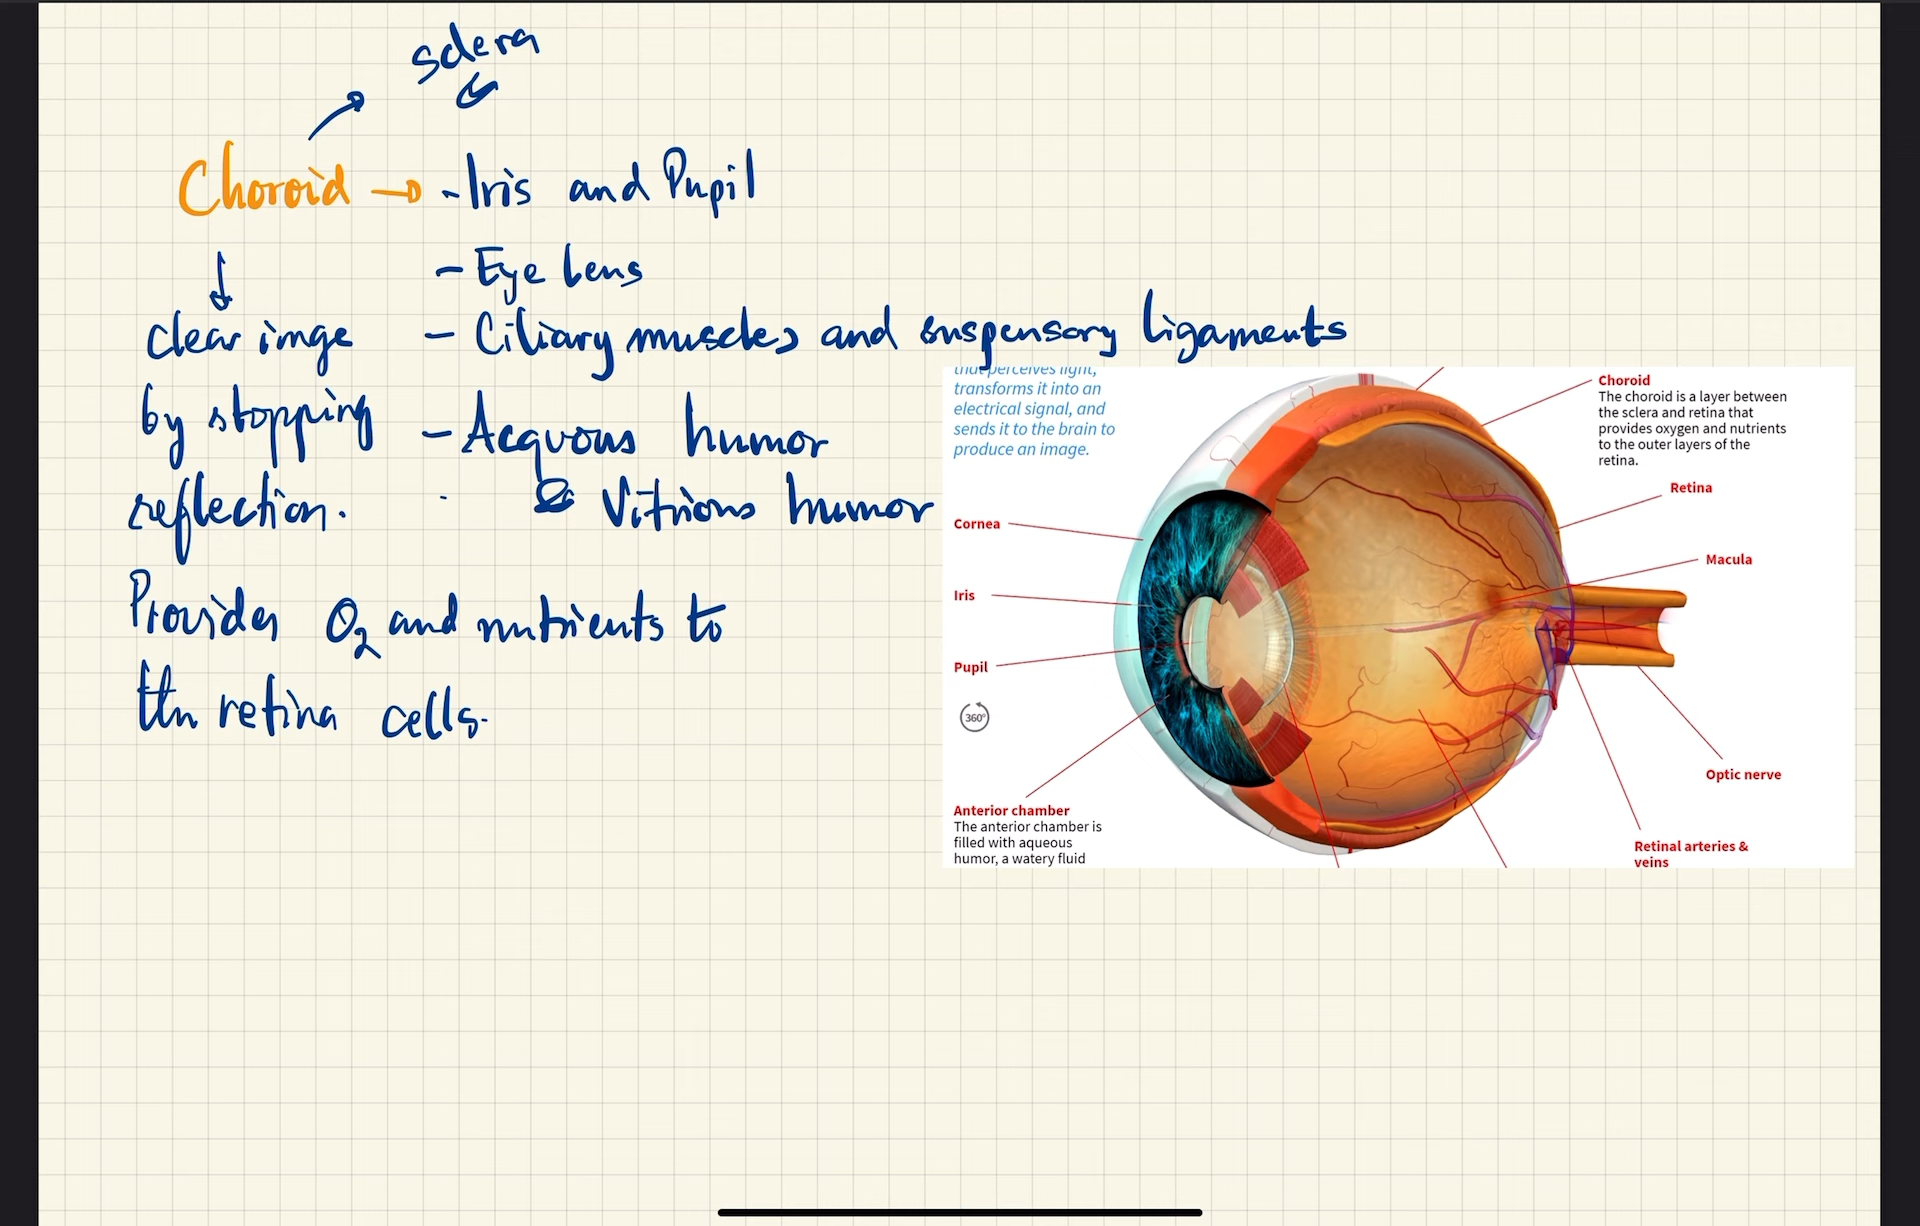 sclera
Choroid → - Iris and Pupil
- Eye lens
clear imge
- Ciliary muscles and suspensory ligaments
by stopping
- Acquous humor
reflection.
& Vitrious humor
Provides O2 and nutrients to
the retina cells.
that perceives light,
transforms it into an
electrical signal, and
sends it to the brain to
produce an image.
Choroid
The choroid is a layer between
the sclera and retina that
provides oxygen and nutrients
to the outer layers of the
retina.
Retina
Cornea
Macula
Iris
Pupil
360°
Optic nerve
Anterior chamber
The anterior chamber is
filled with aqueous
humor, a watery fluid
Retinal arteries &
veins